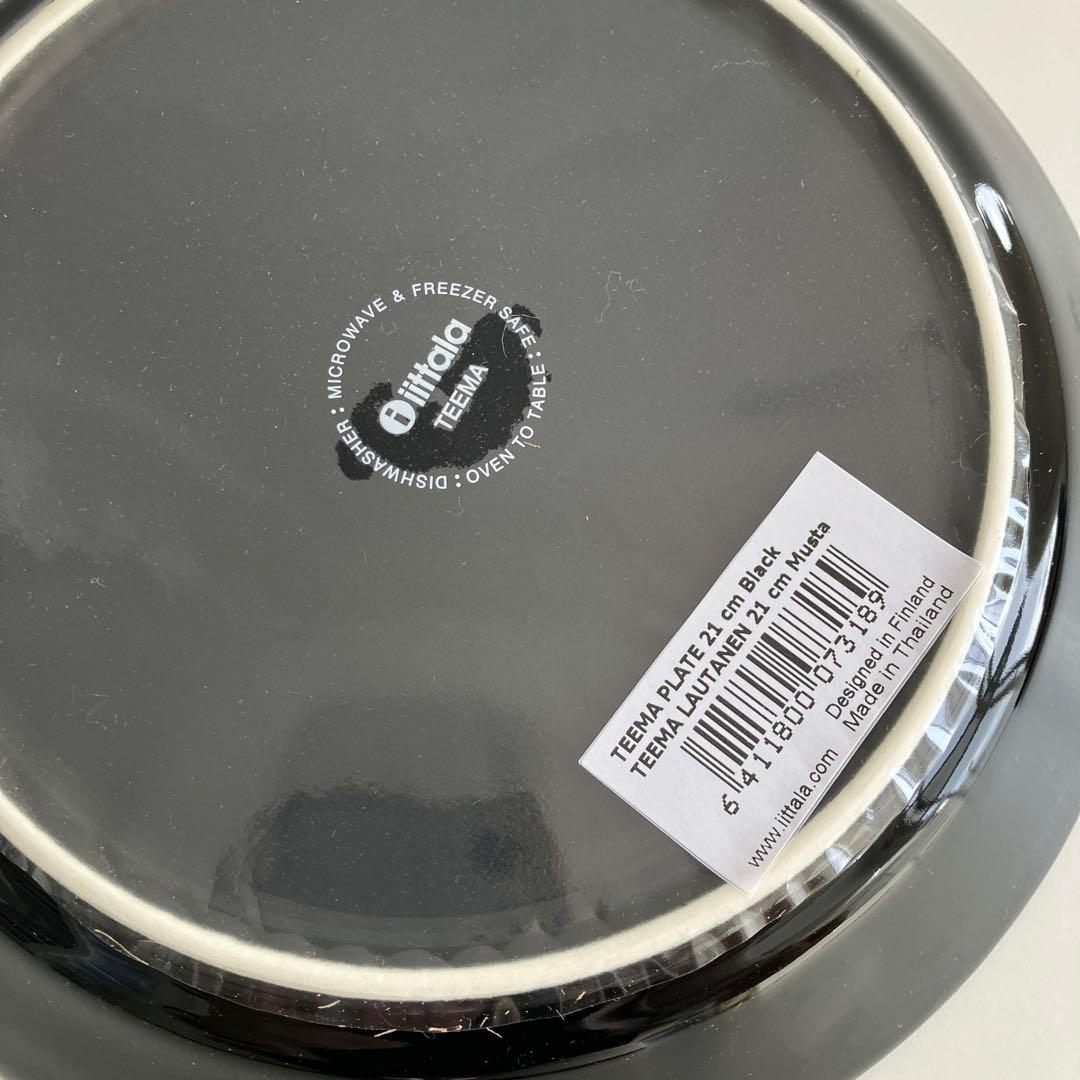 MICROWAVE & FREEZER SAFE : OVEN TO TABLE : DISHWASHER :
iittala
TEEMA
TEEMA PLATE 21 cm Black
TEEMA LAUTANEN 21 cm Musta
6 411800 073189
Designed in Finland
www.iittala.com Made in Thailand